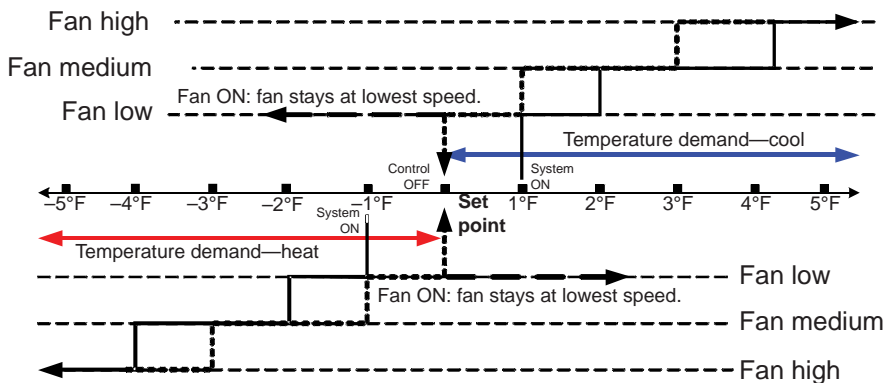 Fan high
Fan medium
Fan ON: fan stays at lowest speed.
Fan low
Temperature demand—cool
Control
OFF
System
ON
–5°F –4°F –3°F –2°F –1°F Set point 1°F 2°F 3°F 4°F 5°F
System
ON
Temperature demand—heat
Fan low
Fan ON: fan stays at lowest speed.
Fan medium
Fan high